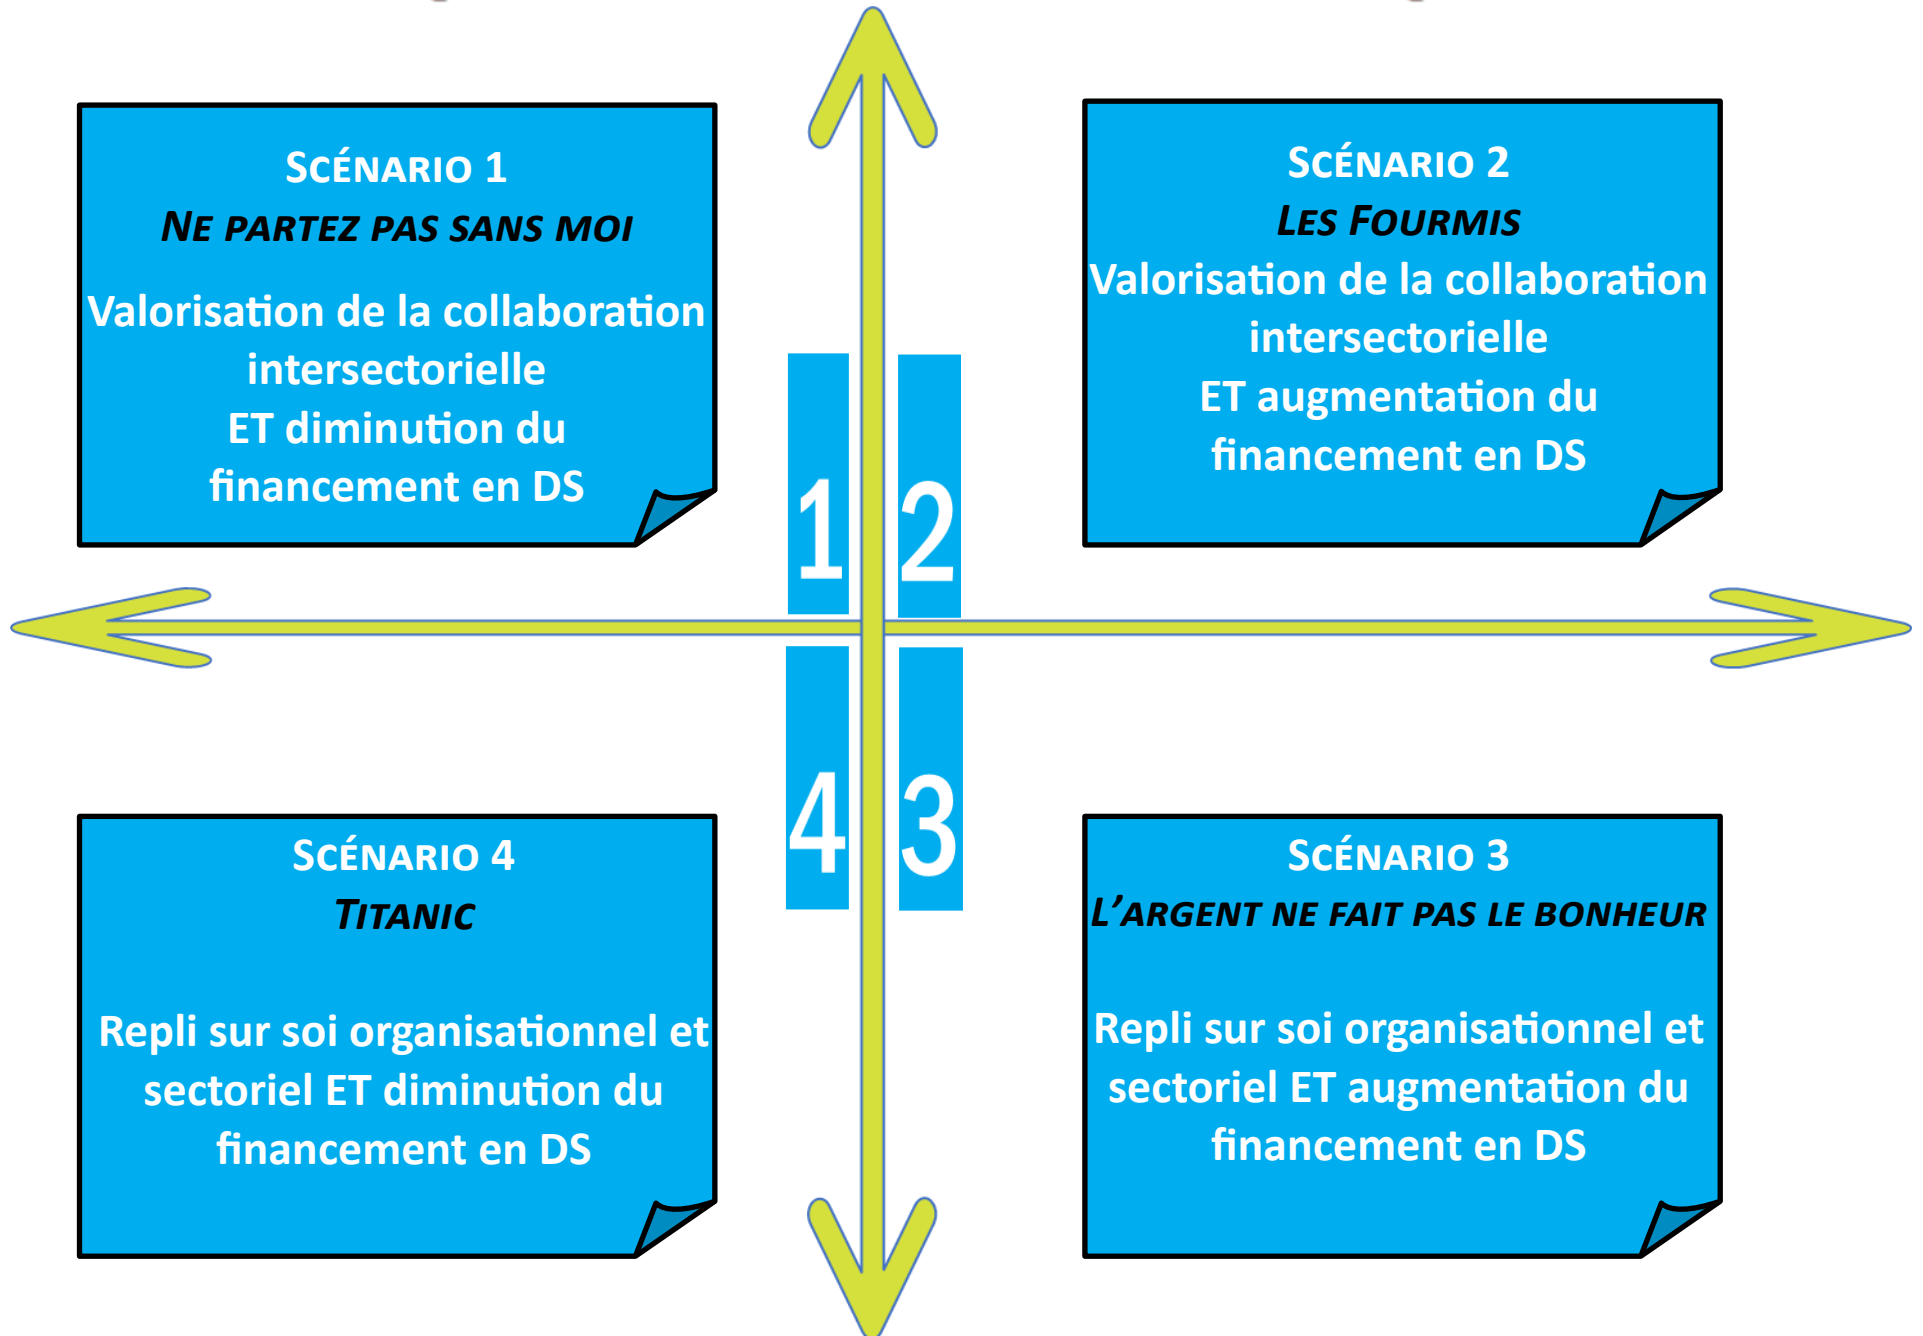 Scénario 1
Ne partez pas sans moi
Valorisation de la collaboration
intersectorielle
ET diminution du
financement en DS
Scénario 2
Les Fourmis
Valorisation de la collaboration
intersectorielle
ET augmentation du
financement en DS
1
2
4
3
Scénario 4
Titanic
Repli sur soi organisationnel et
sectoriel ET diminution du
financement en DS
Scénario 3
L’argent ne fait pas le bonheur
Repli sur soi organisationnel et
sectoriel ET augmentation du
financement en DS